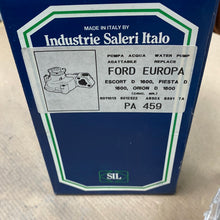 MADE IN ITALY BY
Industrie Saleri Italo
POMPA ACQUA WATER PUMP
ADATTABILE REPLACE
FORD EUROPA
ESCORT D 1600, FIESTA D
1600, ORION D 1600
PA 459
SIL